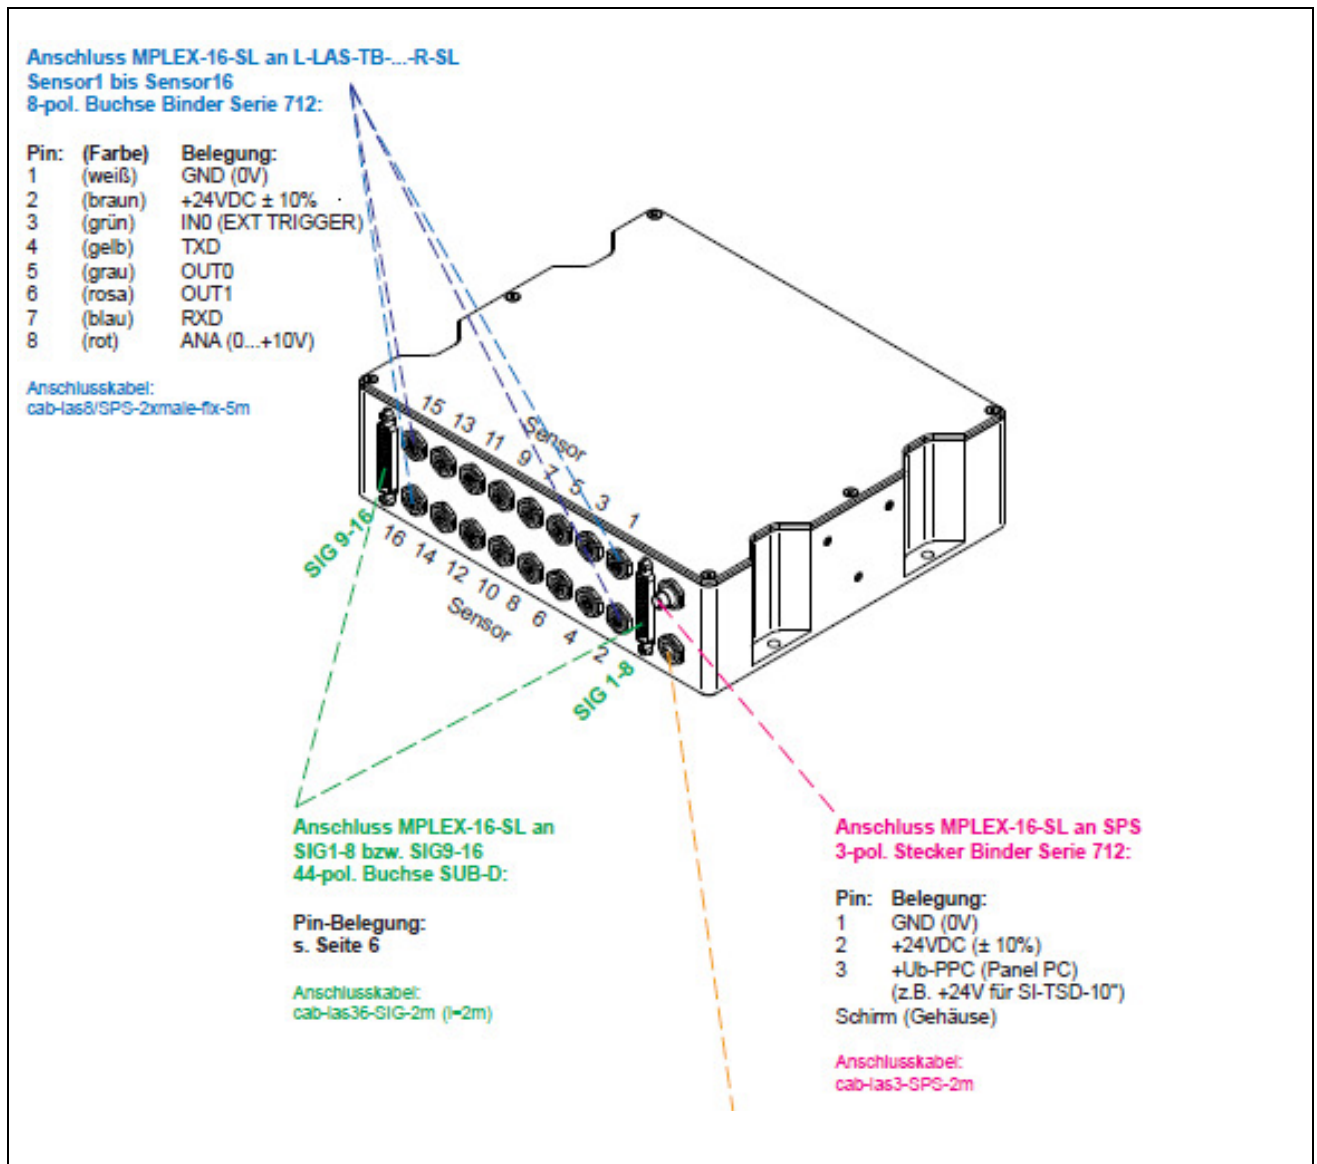 Anschluss MPLEX-16-SL an L-LAS-TB-...-R-SL
Sensor1 bis Sensor16
8-pol. Buchse Binder Serie 712:
Pin: (Farbe) Belegung:
1 (weiß) GND (0V)
2 (braun) +24VDC ± 10%
3 (grün) IN0 (EXT TRIGGER)
4 (gelb) TXD
5 (grau) OUT0
6 (rosa) OUT1
7 (blau) RXD
8 (rot) ANA (0...+10V)
Anschlusskabel:
cab-las8/SPS-2xmale-fix-5m
15 13 11 9 7 5 3 1
Sensor
SIG 9-16
16 14 12 10 8 6 4 2
Sensor
SIG 1-8
Anschluss MPLEX-16-SL an
SIG1-8 bzw. SIG9-16
44-pol. Buchse SUB-D:
Pin-Belegung:
s. Seite 6
Anschlusskabel:
cab-las36-SIG-2m (l=2m)
Anschluss MPLEX-16-SL an SPS
3-pol. Stecker Binder Serie 712:
Pin: Belegung:
1 GND (0V)
2 +24VDC (± 10%)
3 +Ub-PPC (Panel PC)
(z.B. +24V für SI-TSD-10")
Schirm (Gehäuse)
Anschlusskabel:
cab-las3-SPS-2m